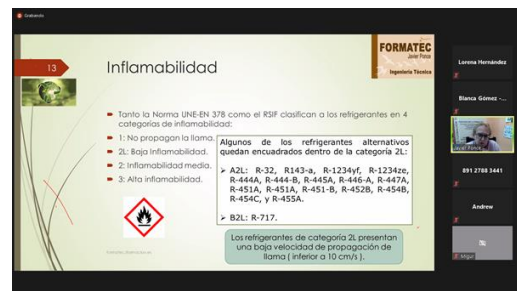 Grabando
13
Inflamabilidad
FORMATEC
Javier Ponce
Ingeniería Técnica
Tanto la Norma UNE-EN 378 como el RSIF clasifican a los refrigerantes en 4
categorías de inflamabilidad:
1: No propagan la llama.
2L: Baja Inflamabilidad.
2: Inflamabilidad media.
3: Alta inflamabilidad.
Algunos de los refrigerantes alternativos
quedan encuadrados dentro de la categoría 2L:
A2L: R-32, R143-a, R-1234yf, R-1234ze,
R-444A, R-444-B, R-445A, R-446-A, R-447A,
R-451A, R-451A, R-451-B, R-452B, R-454B,
R-454C, y R-455A.
B2L: R-717.
Los refrigerantes de categoría 2L presentan
una baja velocidad de propagación de
llama ( inferior a 10 cm/s ).
Lorena Hernández
Blanca Gómez -...
Javier Ponce
891 2788 3441
Andrew
Migur